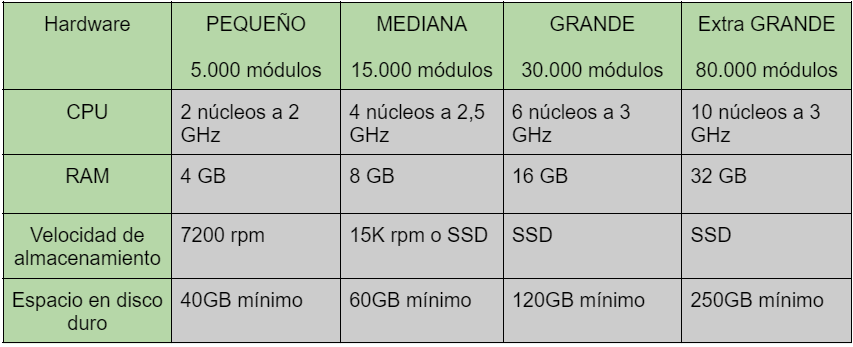 Hardware PEQUEÑO MEDIANA GRANDE Extra GRANDE
5.000 módulos 15.000 módulos 30.000 módulos 80.000 módulos
CPU 2 núcleos a 2 4 núcleos a 2,5 6 núcleos a 3 10 núcleos a 3
GHz GHz GHz GHz
RAM 4 GB 8 GB 16 GB 32 GB
Velocidad de 7200 rpm 15K rpm o SSD SSD SSD
almacenamiento
Espacio en disco 40GB mínimo 60GB mínimo 120GB mínimo 250GB mínimo
duro